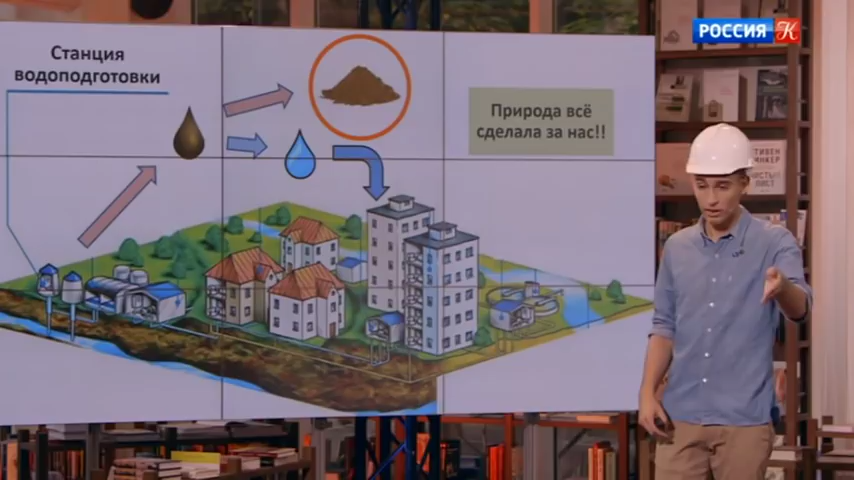 РОССИЯ К
Станция
водоподготовки
Природа всё
сделала за нас!!